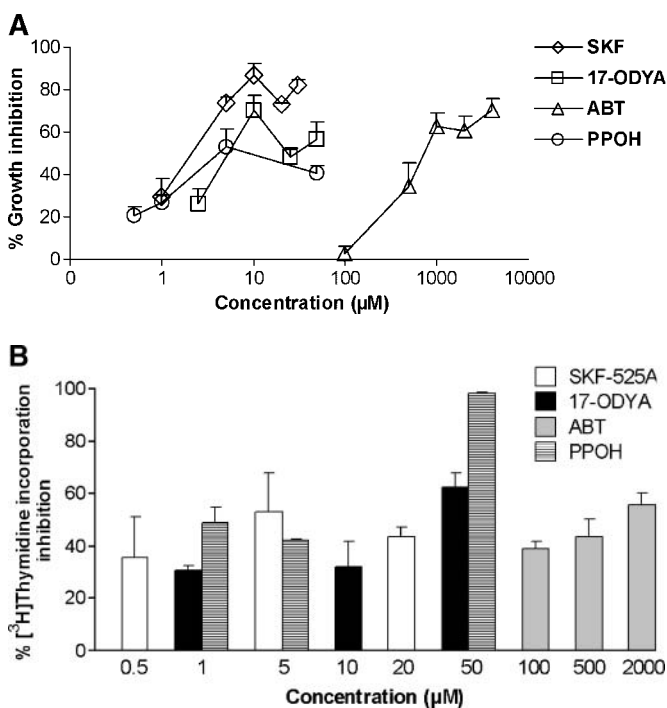 A
100
80
60
40
20
0
% Growth inhibition
0 1 10 100 1000 10000
Concentration (µM)
SKF
17-ODYA
ABT
PPOH
B
100
80
60
40
20
0
% [³H]Thymidine incorporation
inhibition
0.5 1 5 10 20 50 100 500 2000
Concentration (µM)
SKF-525A
17-ODYA
ABT
PPOH